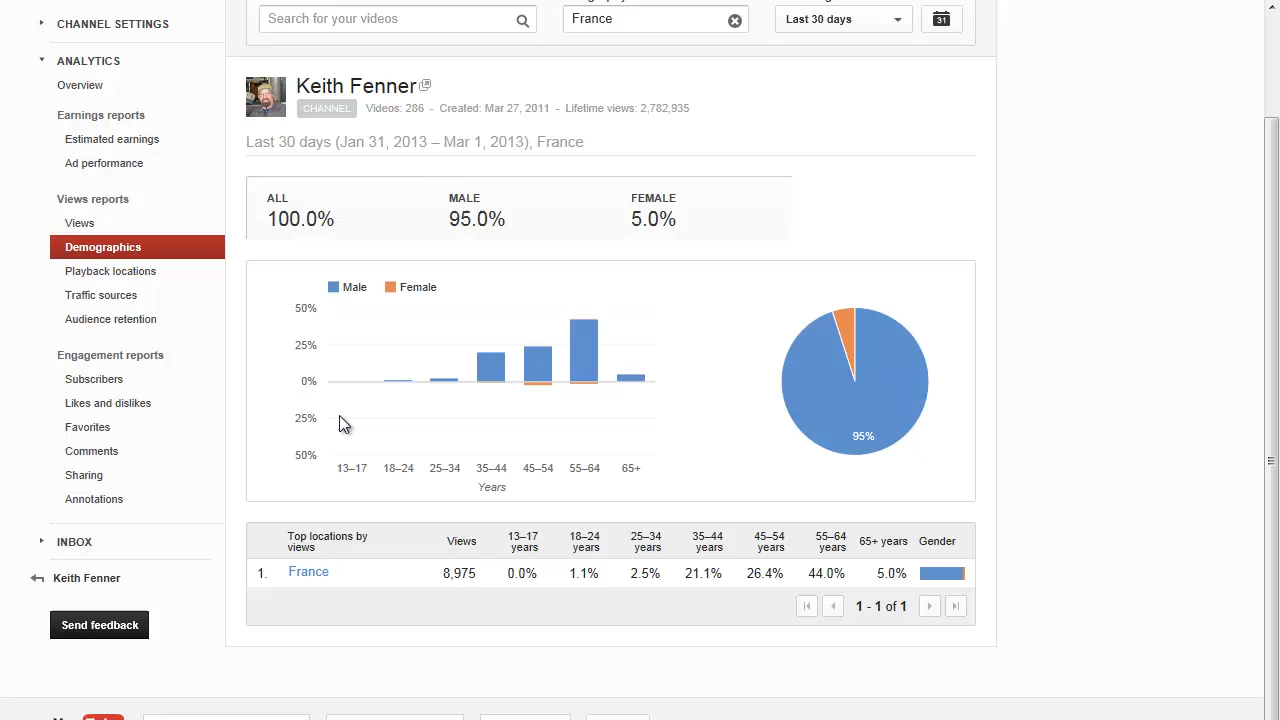 CHANNEL SETTINGS
ANALYTICS
Overview
Earnings reports
Estimated earnings
Ad performance
Views reports
Views
Demographics
Playback locations
Traffic sources
Audience retention
Engagement reports
Subscribers
Likes and dislikes
Favorites
Comments
Sharing
Annotations
INBOX
Keith Fenner
Send feedback
Search for your videos
France
Last 30 days
31
Keith Fenner
CHANNEL Videos: 286 - Created: Mar 27, 2011 - Lifetime views: 2,782,935
Last 30 days (Jan 31, 2013 – Mar 1, 2013), France
ALL MALE FEMALE
100.0% 95.0% 5.0%
Male Female
50%
25%
0%
25%
50%
13–17 18–24 25–34 35–44 45–54 55–64 65+
Years
95%
Top locations by views Views 13–17 years 18–24 years 25–34 years 35–44 years 45–54 years 55–64 years 65+ years Gender
1. France 8,975 0.0% 1.1% 2.5% 21.1% 26.4% 44.0% 5.0%
1 - 1 of 1